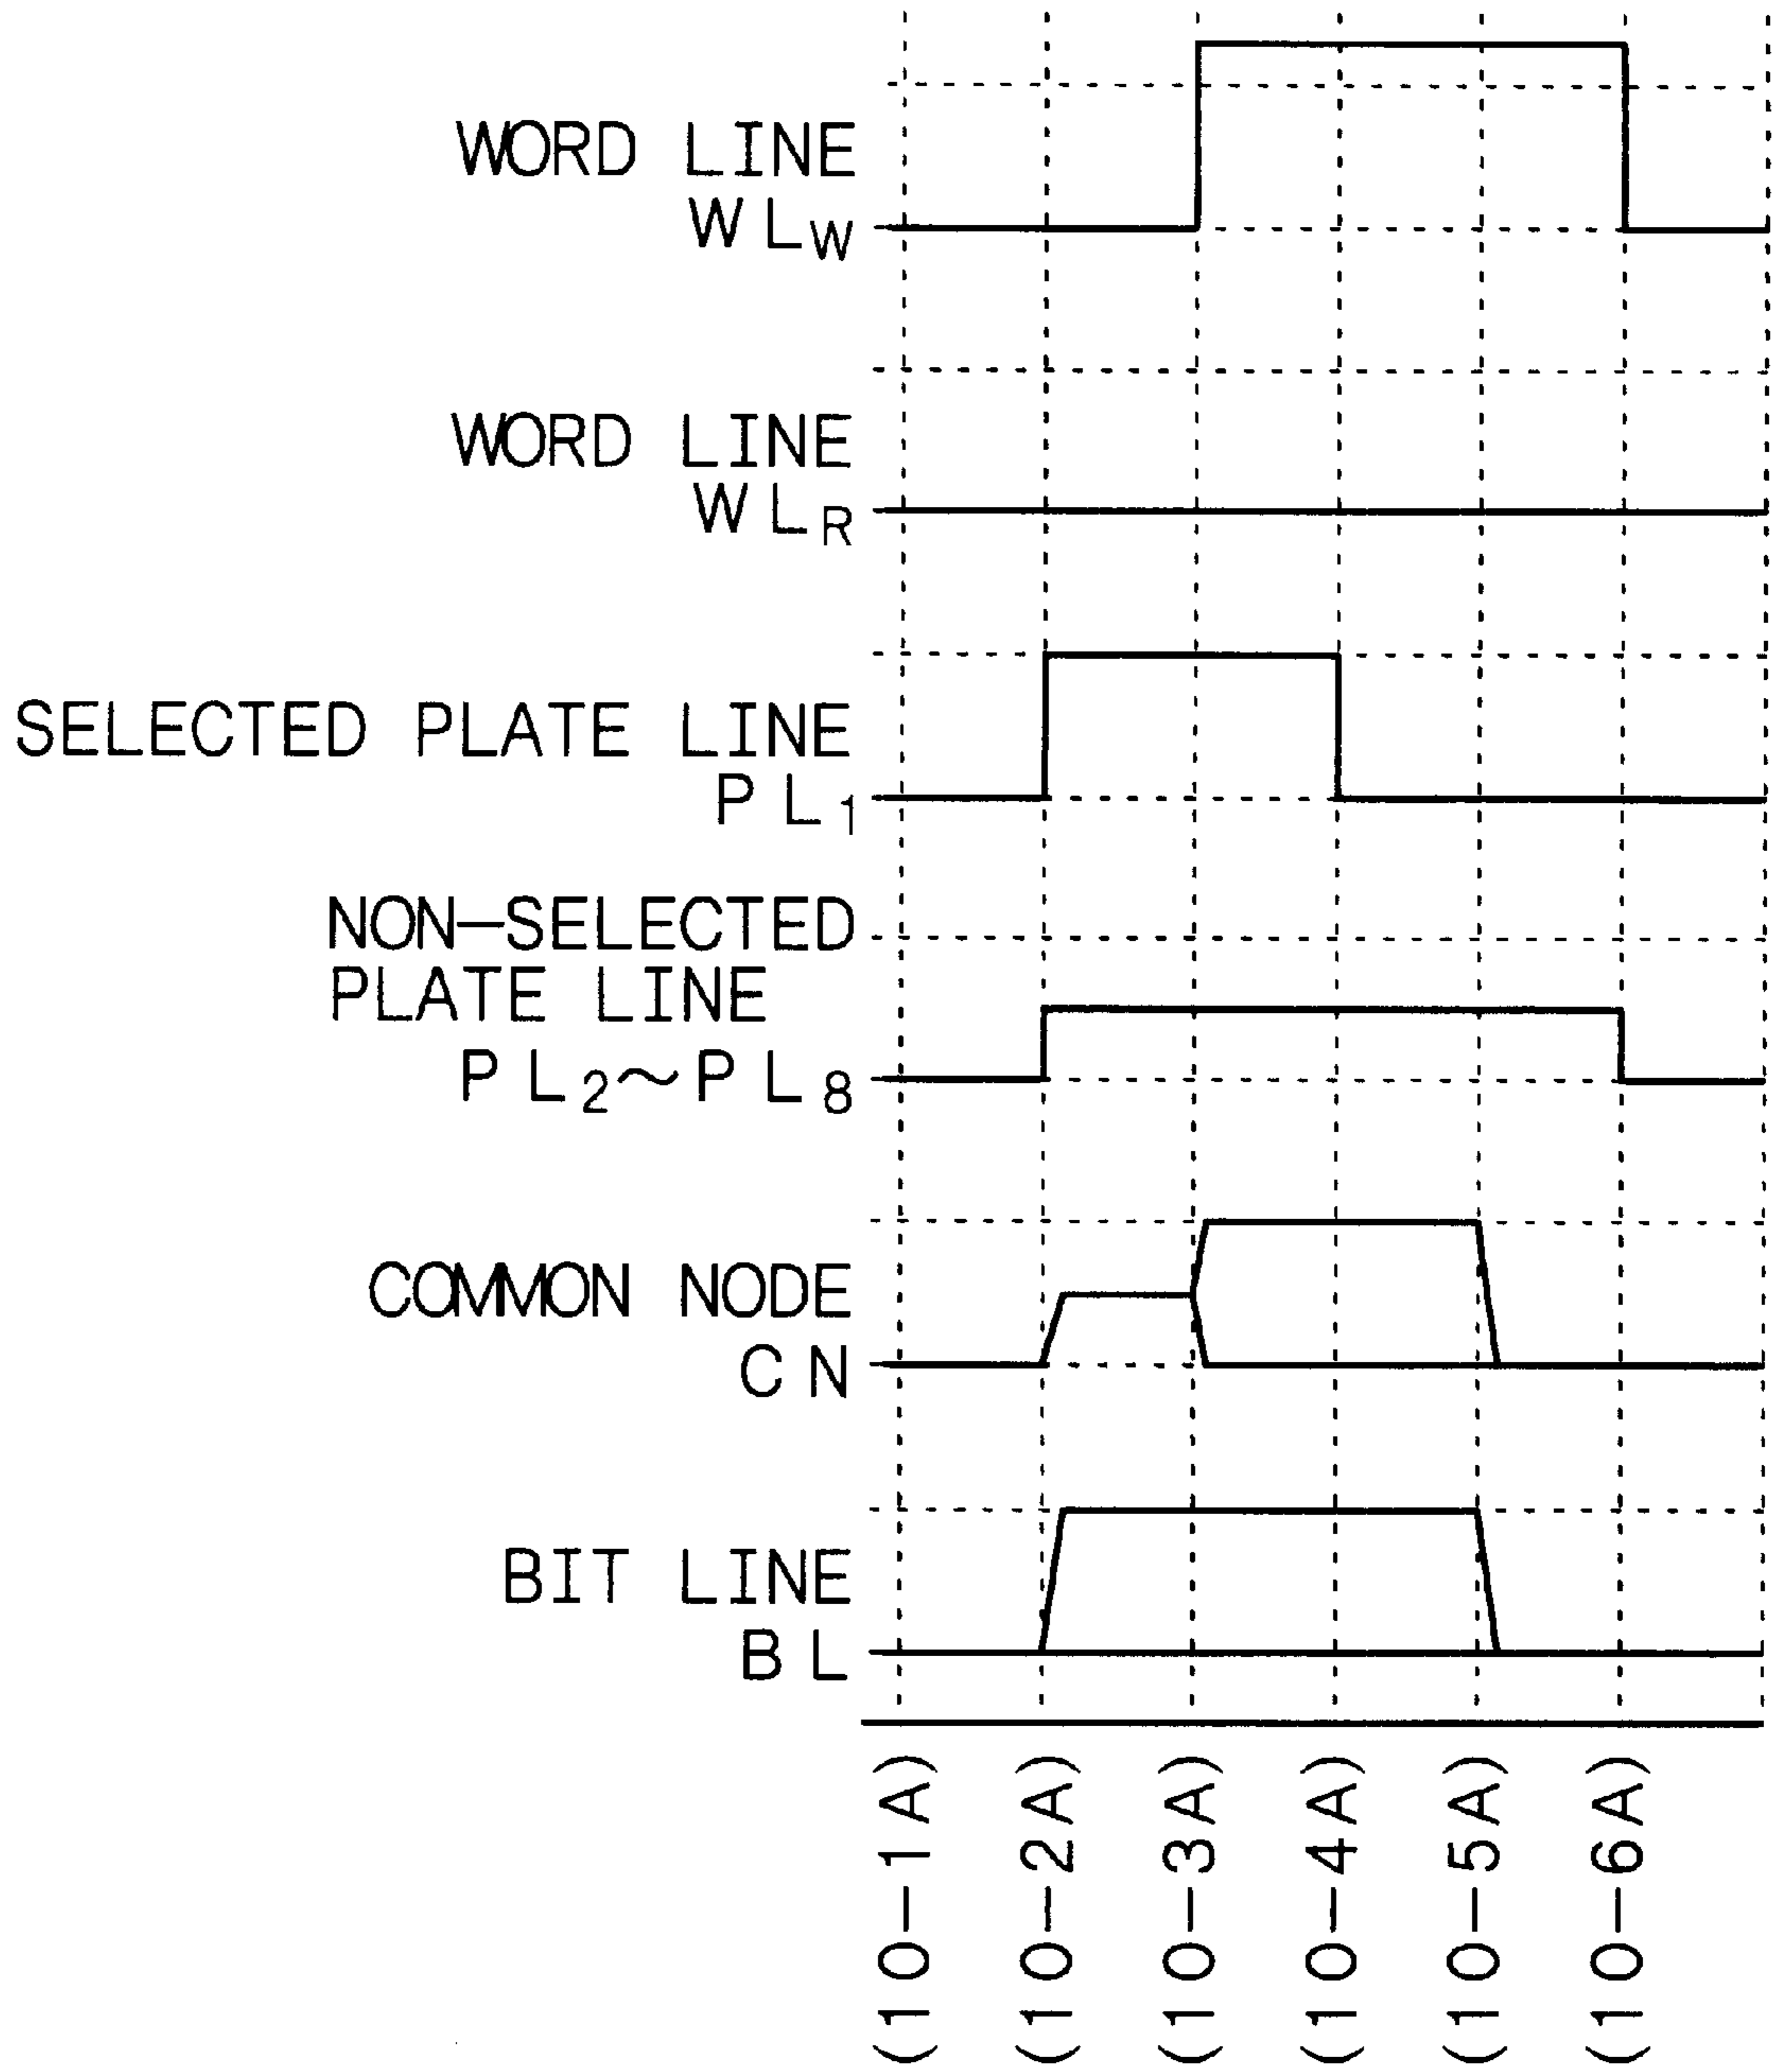 WORD LINE
WLW
WORD LINE
WLR
SELECTED PLATE LINE
PL1
NON-SELECTED
PLATE LINE
PL2~PL8
COMMON NODE
CN
BIT LINE
BL
(10-1A)
(10-2A)
(10-3A)
(10-4A)
(10-5A)
(10-6A)